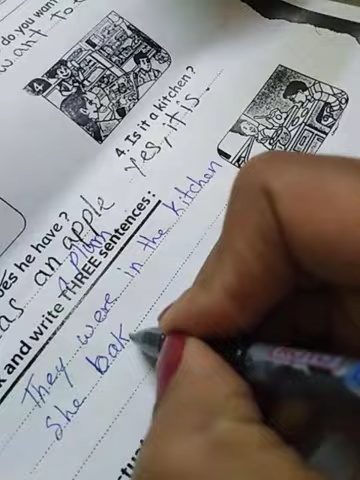 do you want
want to
4. Is it a kitchen?
Yes, it is.
es he have?
as an apple
a plum
k and write THREE sentences:
They were in the kitchen
She bak